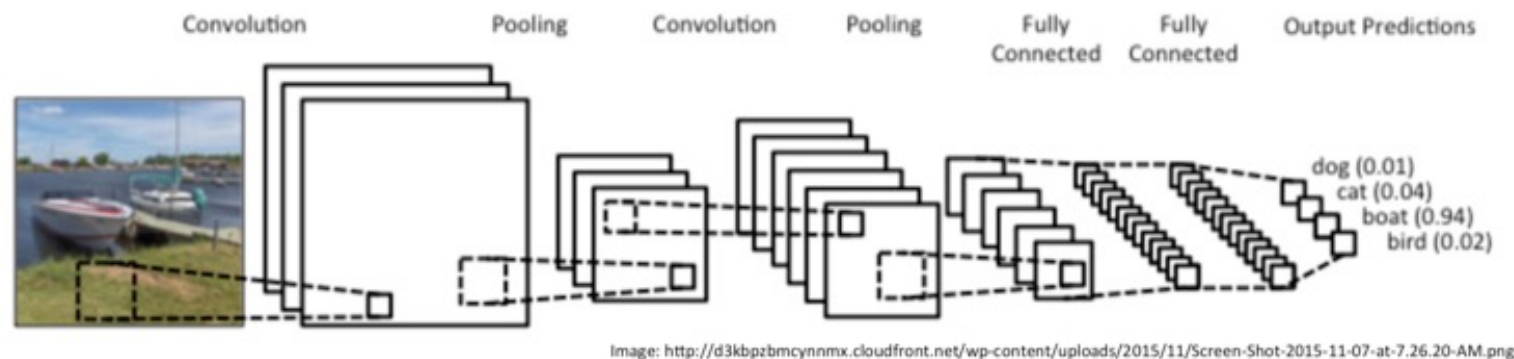 Convolution Pooling Convolution Pooling Fully Connected Fully Connected Output Predictions
dog (0.01)
cat (0.04)
boat (0.94)
bird (0.02)
Image: http://d3kbpzbmcynnmx.cloudfront.net/wp-content/uploads/2015/11/Screen-Shot-2015-11-07-at-7.26.20-AM.png